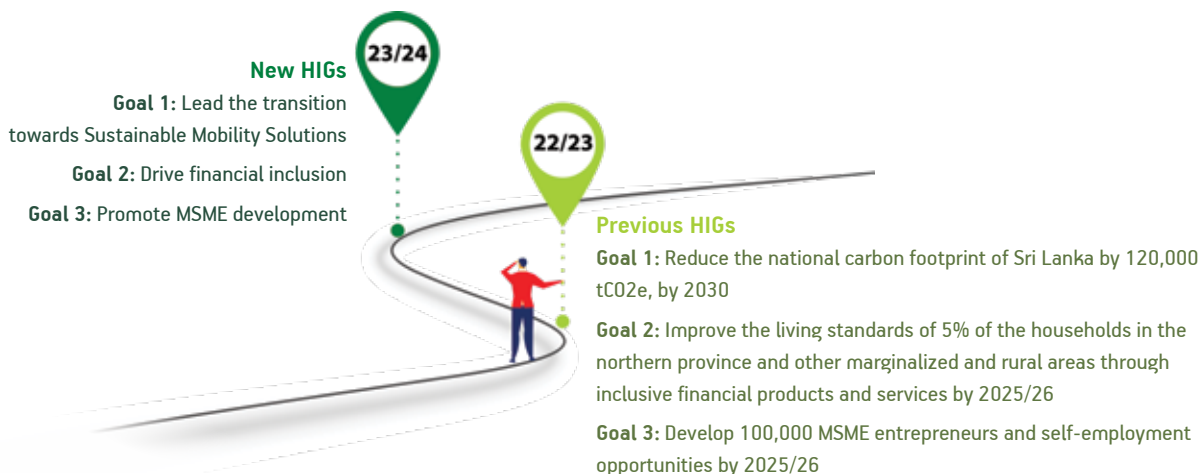 23/24
New HIGs
Goal 1: Lead the transition
towards Sustainable Mobility Solutions
Goal 2: Drive financial inclusion
Goal 3: Promote MSME development
22/23
Previous HIGs
Goal 1: Reduce the national carbon footprint of Sri Lanka by 120,000
tCO2e, by 2030
Goal 2: Improve the living standards of 5% of the households in the
northern province and other marginalized and rural areas through
inclusive financial products and services by 2025/26
Goal 3: Develop 100,000 MSME entrepreneurs and self-employment
opportunities by 2025/26